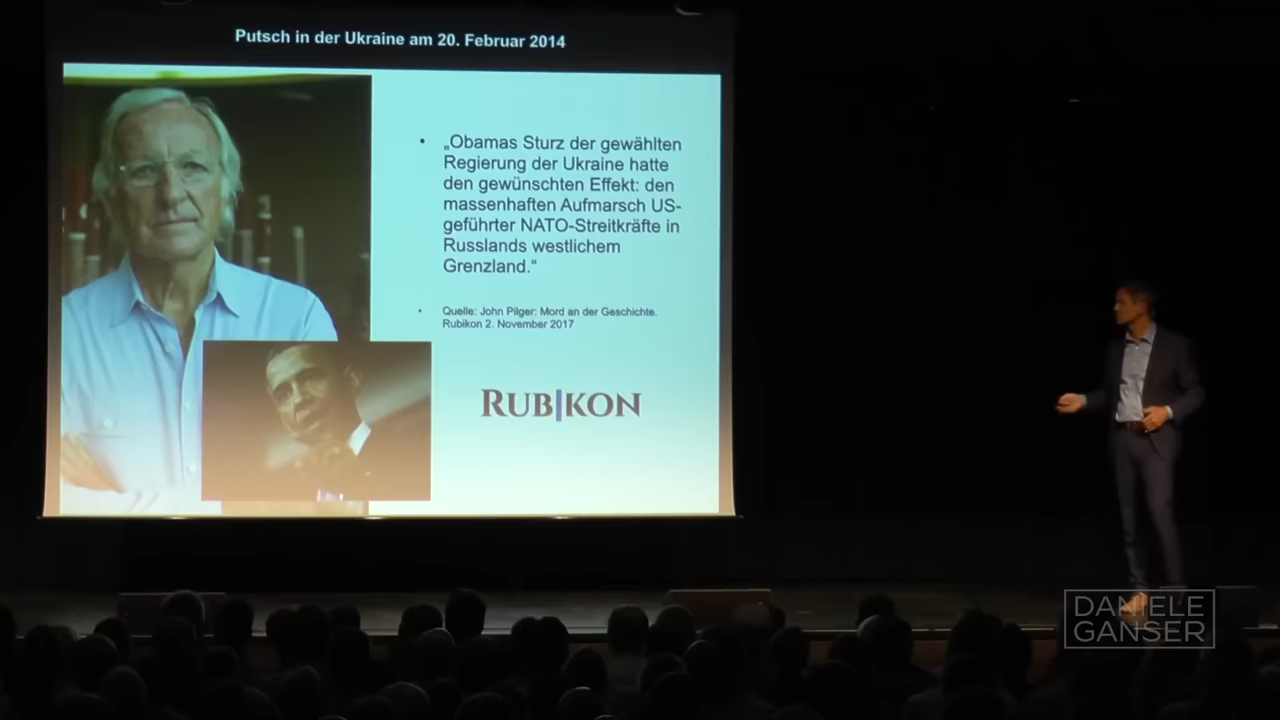 Putsch in der Ukraine am 20. Februar 2014
• „Obamas Sturz der gewählten
Regierung der Ukraine hatte
den gewünschten Effekt: den
massenhaften Aufmarsch US-
geführter NATO-Streitkräfte in
Russlands westlichem
Grenzland.“
• Quelle: John Pilger: Mord an der Geschichte.
Rubikon 2. November 2017
RUBIKON
DANIELE
GANSER